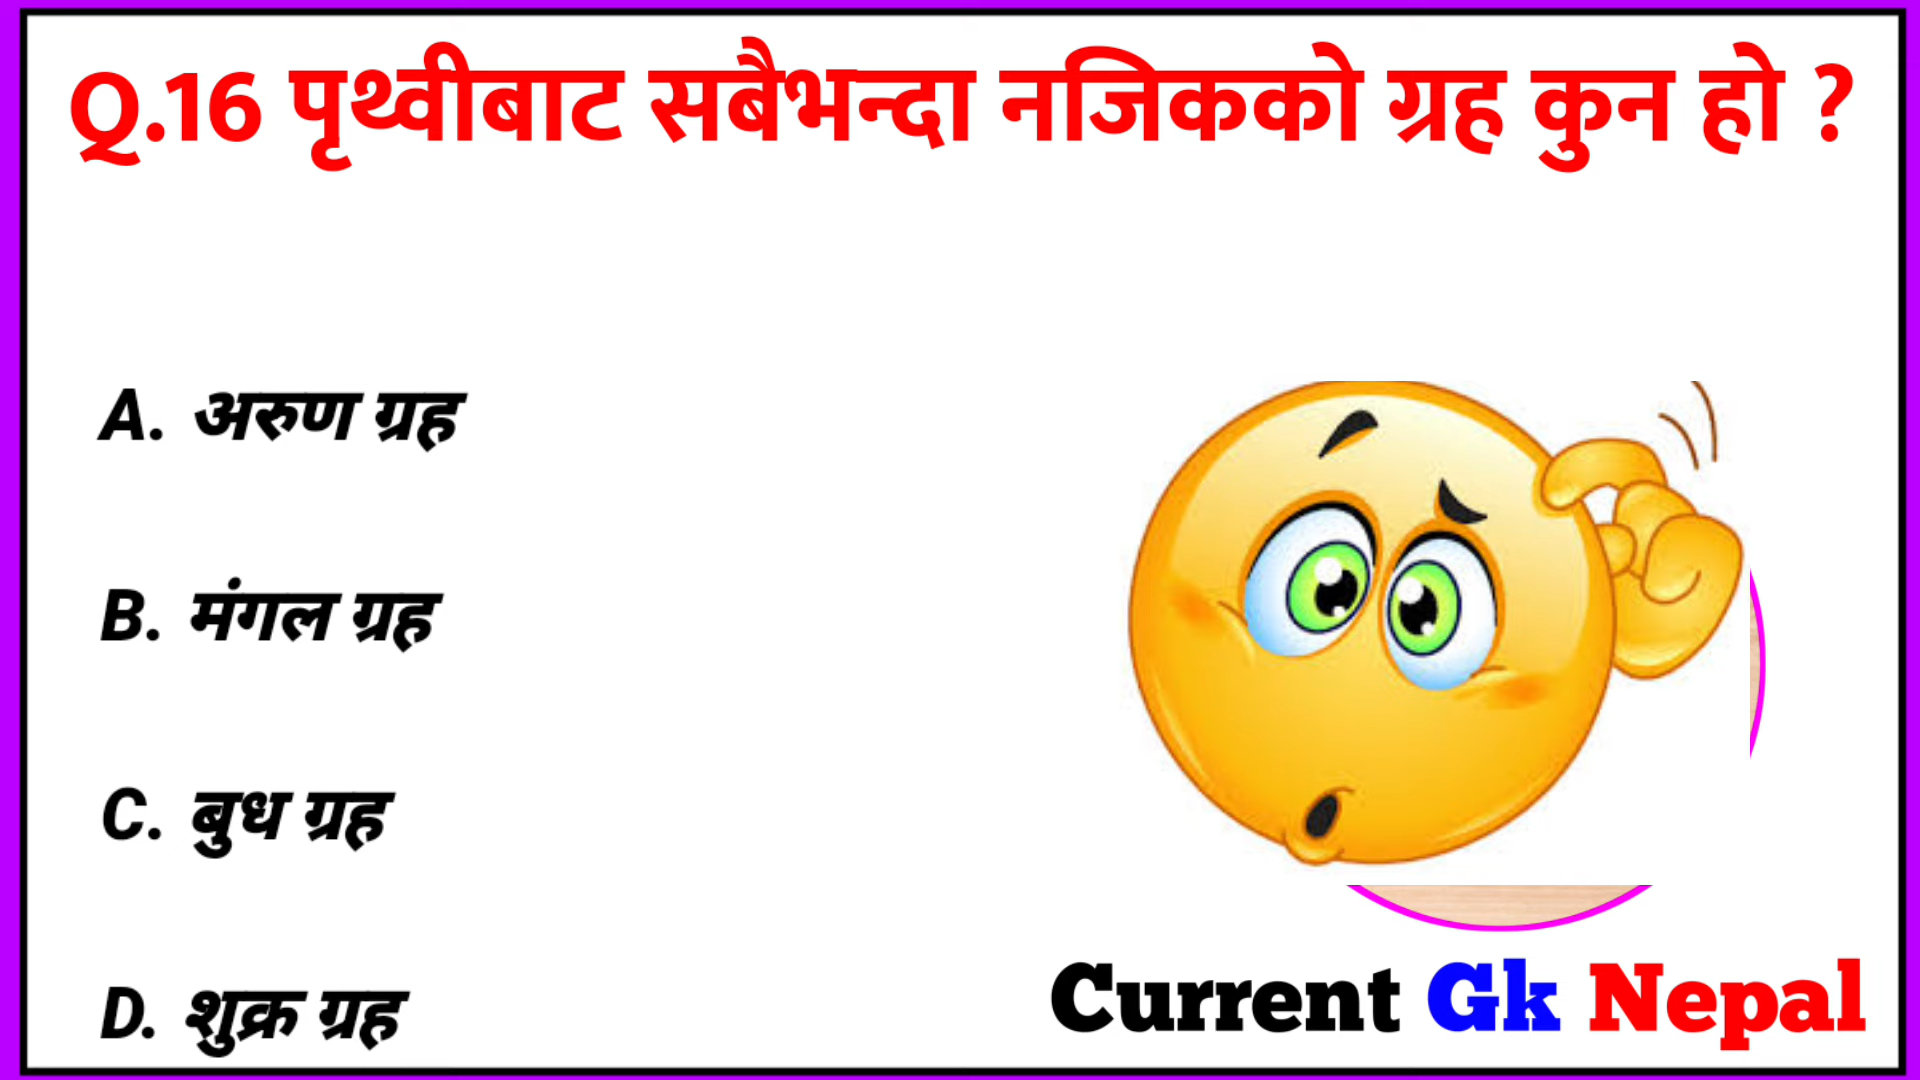 Q.16 पृथ्वीबाट सबैभन्दा नजिकको ग्रह कुन हो ?
A. अरुण ग्रह
B. मंगल ग्रह
C. बुध ग्रह
D. शुक्र ग्रह
Current Gk Nepal